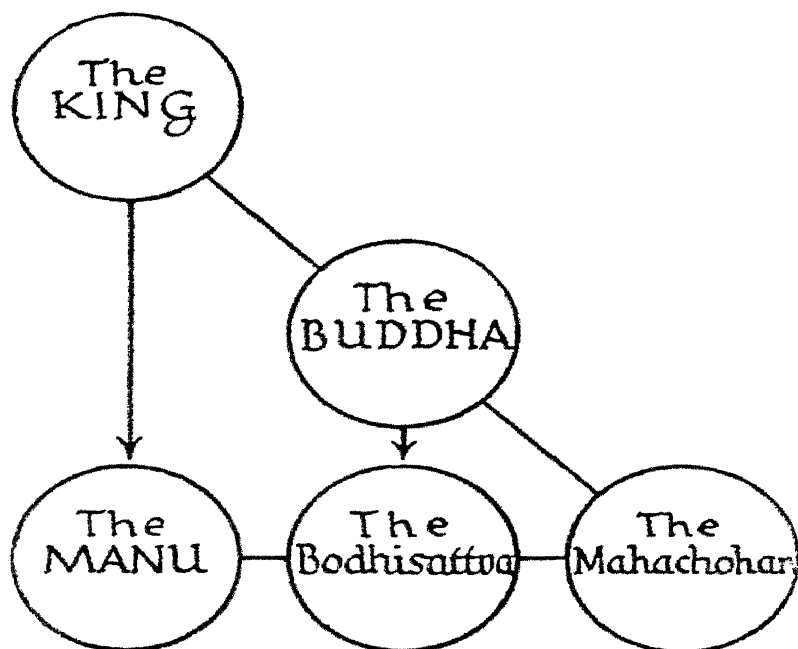 The
KING
The
BUDDHA
The
MANU
The
Bodhisattva
The
Mahachohan